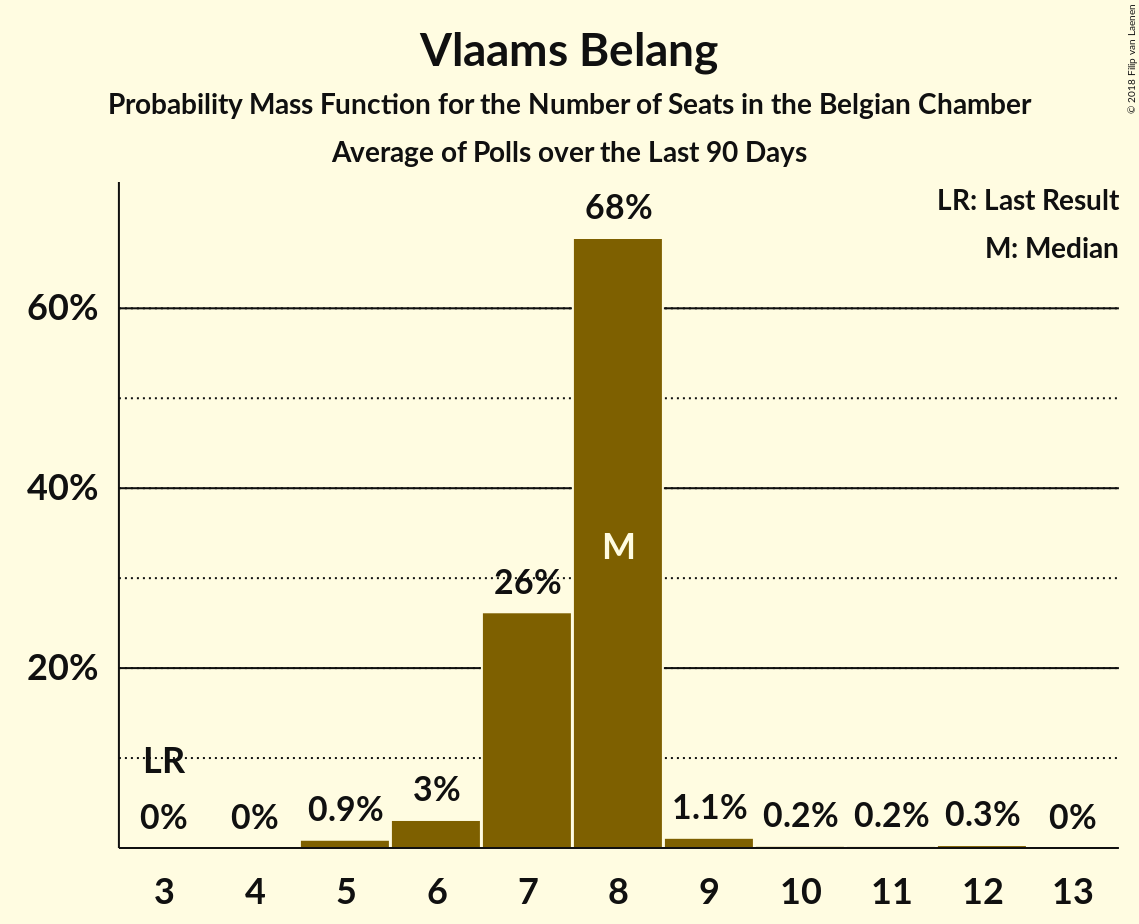 Vlaams Belang
Probability Mass Function for the Number of Seats in the Belgian Chamber
Average of Polls over the Last 90 Days
© 2018 Filip van Laenen
LR: Last Result
M: Median
68%
60%
40%
M
26%
20%
LR
0% 0% 0.9% 3% 1.1% 0.2% 0.2% 0.3% 0%
3 4 5 6 7 8 9 10 11 12 13